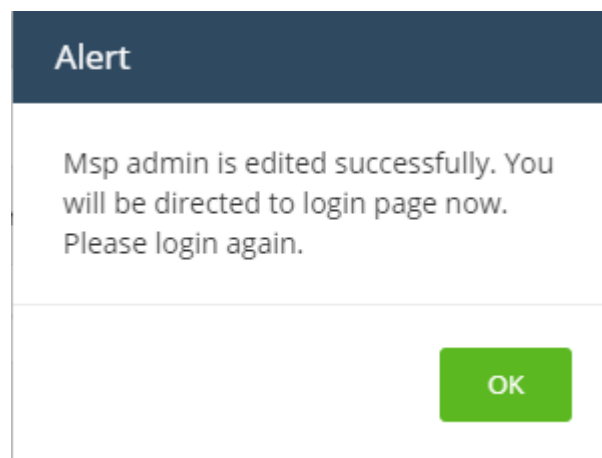 Alert
Msp admin is edited successfully. You
will be directed to login page now.
Please login again.
OK